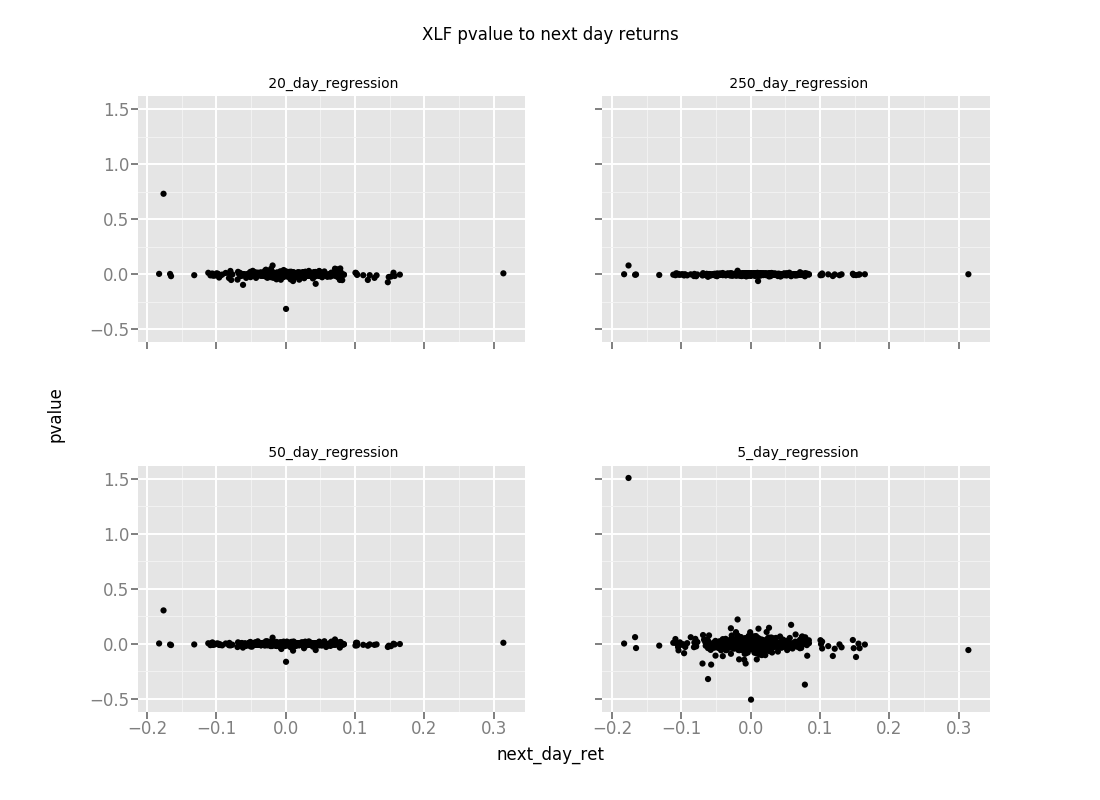 XLF pvalue to next day returns
20_day_regression
250_day_regression
1.5
1.0
0.5
0.0
−0.5
pvalue
50_day_regression
5_day_regression
1.5
1.0
0.5
0.0
−0.5
−0.2 −0.1 0.0 0.1 0.2 0.3
−0.2 −0.1 0.0 0.1 0.2 0.3
next_day_ret